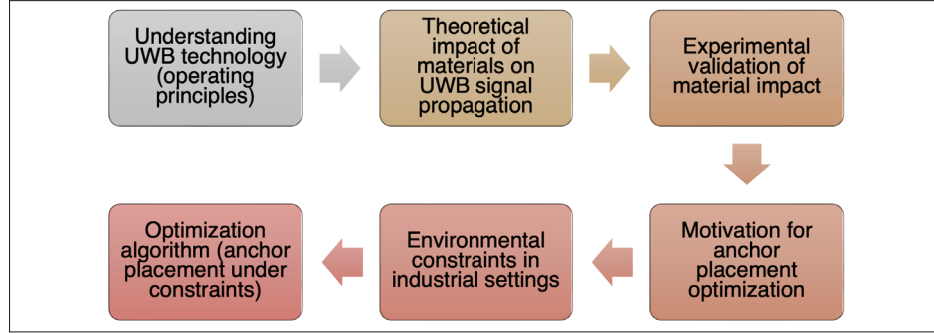 Understanding
UWB technology
(operating
principles)
Theoretical
impact of
materials on
UWB signal
propagation
Experimental
validation of
material impact
Motivation for
anchor
placement
optimization
Environmental
constraints in
industrial settings
Optimization
algorithm (anchor
placement under
constraints)